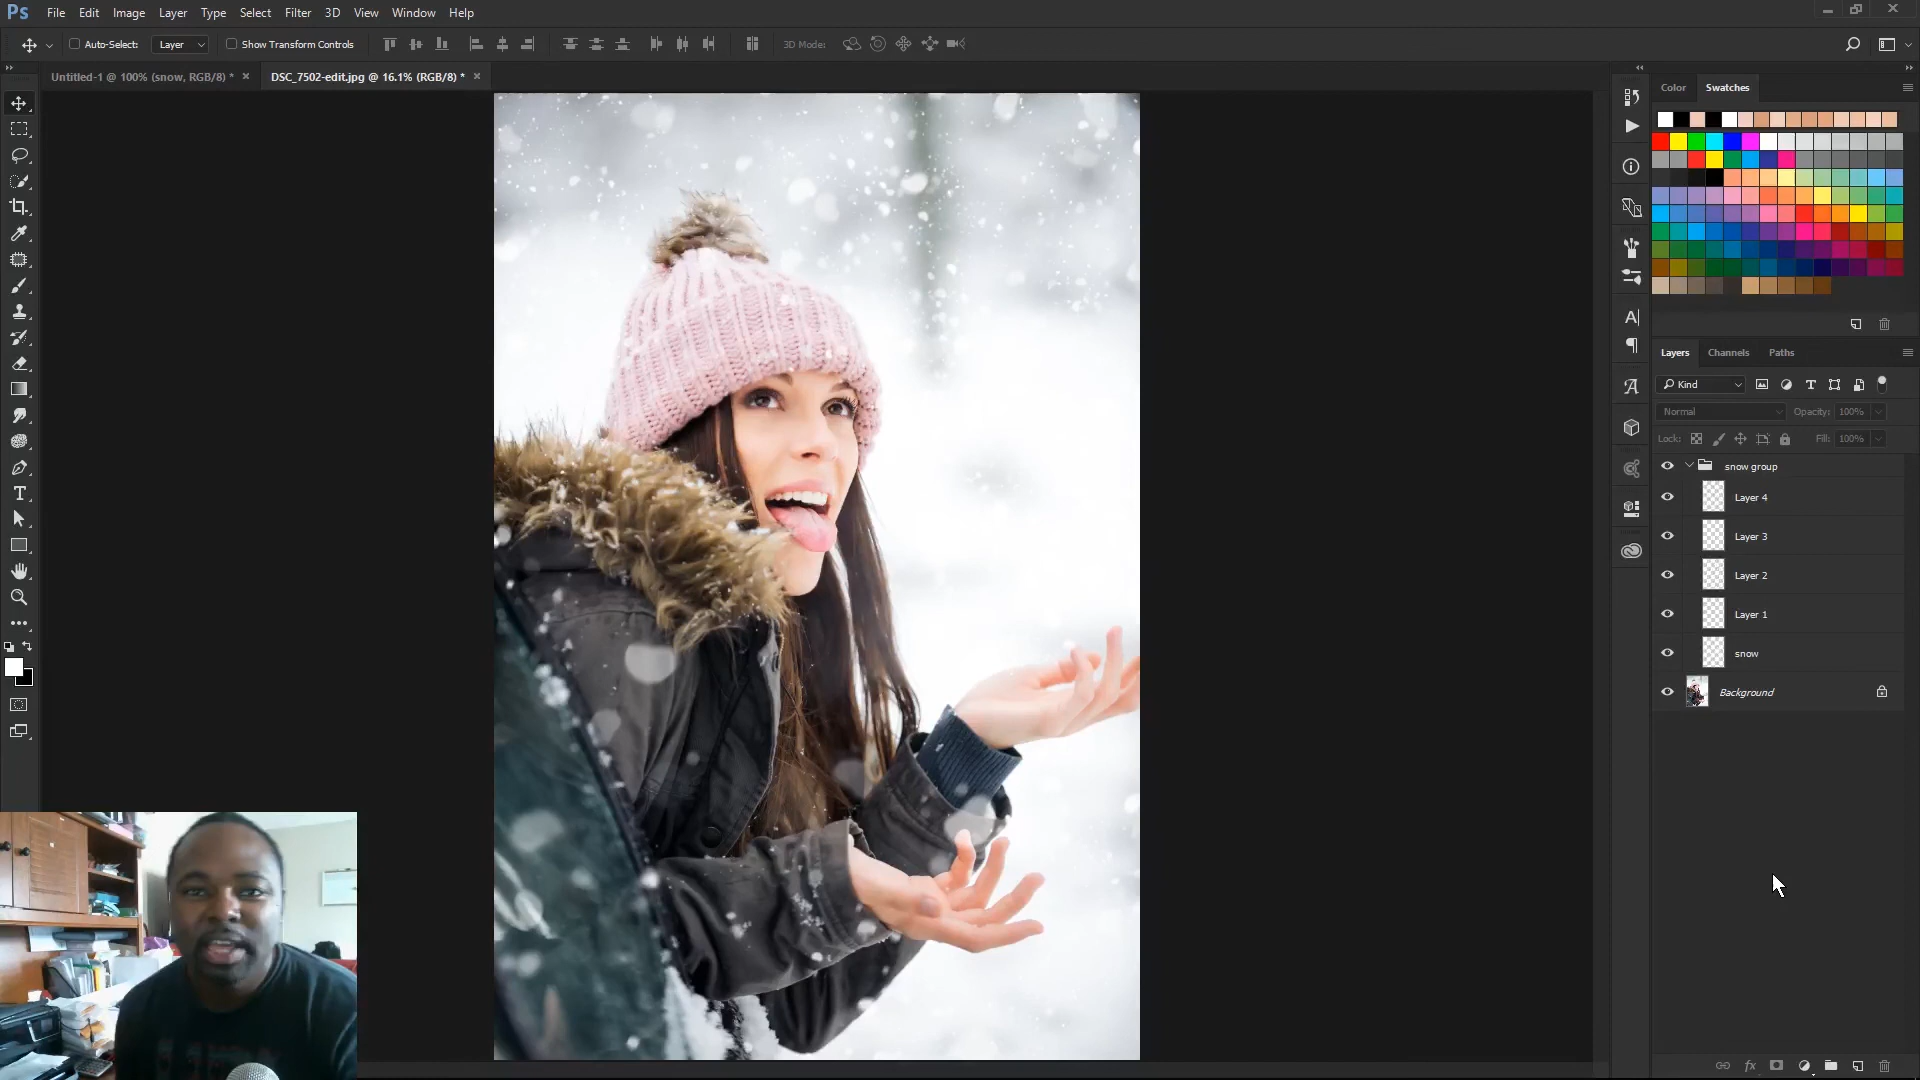 Ps File Edit Image Layer Type Select Filter 3D View Window Help
Auto-Select: Layer Show Transform Controls 3D Mode:
Untitled-1 @ 100% (snow, RGB/8) * × DSC_7502-edit.jpg @ 16.1% (RGB/8) * ×
Color Swatches
Layers Channels Paths
Kind
Normal Opacity: 100%
Lock: Fill: 100%
snow group
Layer 4
Layer 3
Layer 2
Layer 1
snow
Background
fx